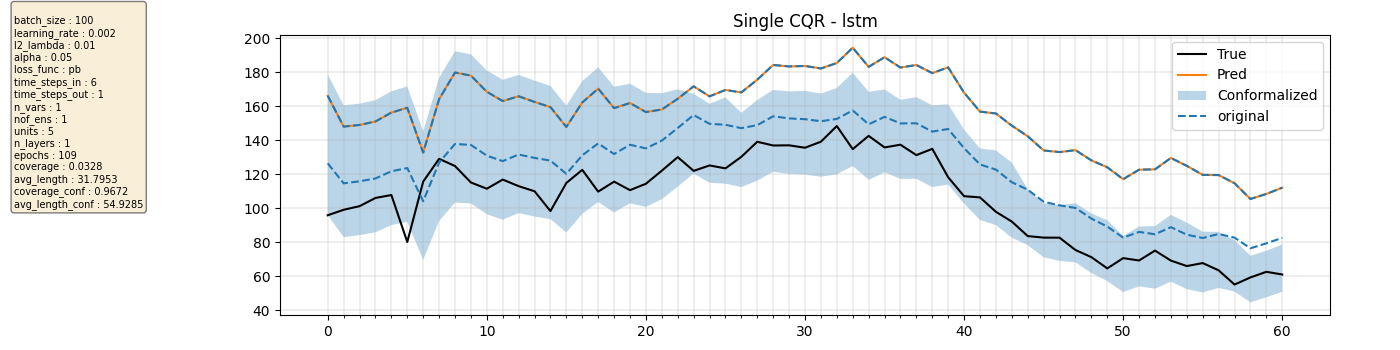 batch_size : 100
learning_rate : 0.002
l2_lambda : 0.01
alpha : 0.05
loss_func : pb
time_steps_in : 6
time_steps_out : 1
n_vars : 1
nof_ens : 1
units : 5
n_layers : 1
epochs : 109
coverage : 0.0328
avg_length : 31.7953
coverage_conf : 0.9672
avg_length_conf : 54.9285
Single CQR - lstm
200
180
160
140
120
100
80
60
40
True
Pred
Conformalized
original
0 10 20 30 40 50 60